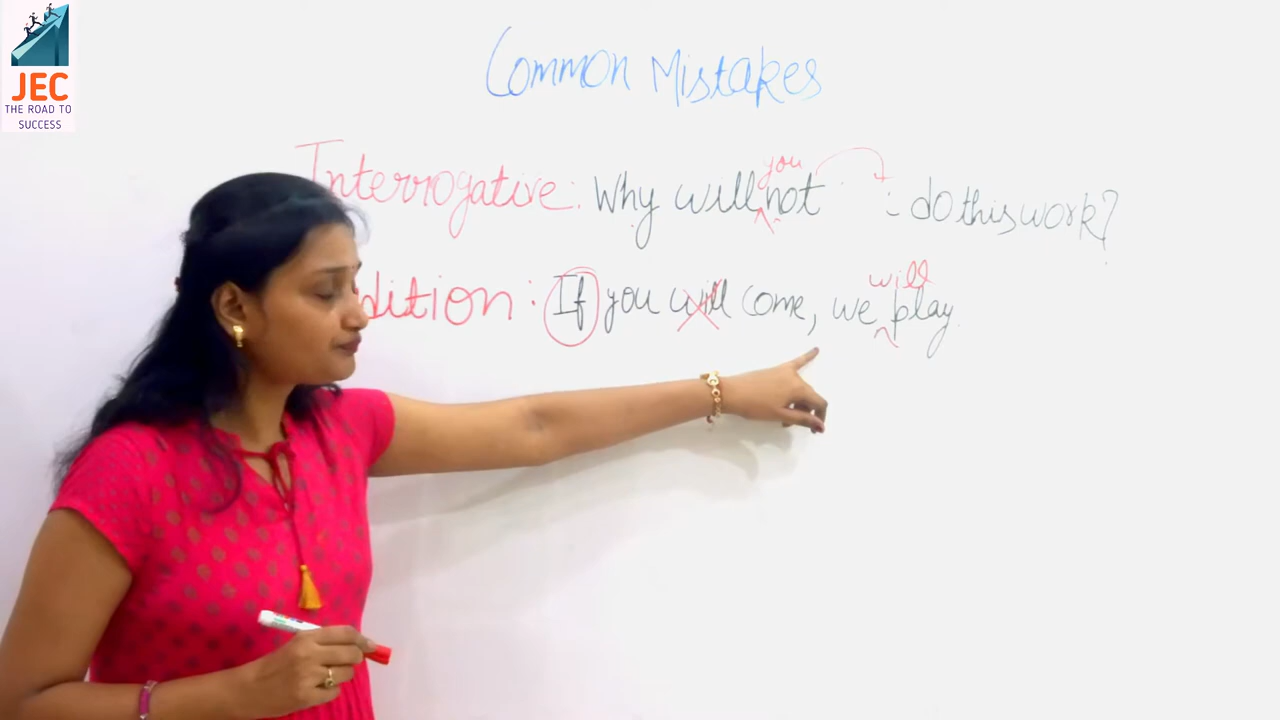 JEC
THE ROAD TO
SUCCESS
Common Mistakes
you
Interrogative: Why will not : do this work?
will
dition: If you will come, we play.